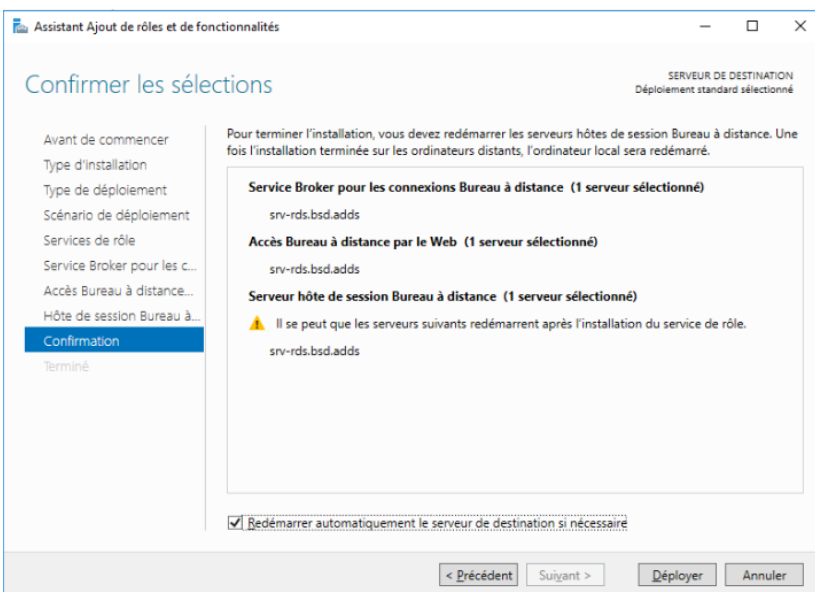 Assistant Ajout de rôles et de fonctionnalités
Confirmer les sélections
SERVEUR DE DESTINATION
Déploiement standard sélectionné
Avant de commencer
Type d'installation
Type de déploiement
Scénario de déploiement
Services de rôle
Service Broker pour les c...
Accès Bureau à distance...
Hôte de session Bureau à...
Confirmation
Terminé
Pour terminer l'installation, vous devez redémarrer les serveurs hôtes de session Bureau à distance. Une
fois l'installation terminée sur les ordinateurs distants, l'ordinateur local sera redémarré.
Service Broker pour les connexions Bureau à distance (1 serveur sélectionné)
srv-rds.bsd.adds
Accès Bureau à distance par le Web (1 serveur sélectionné)
srv-rds.bsd.adds
Serveur hôte de session Bureau à distance (1 serveur sélectionné)
Il se peut que les serveurs suivants redémarrent après l'installation du service de rôle.
srv-rds.bsd.adds
Redémarrer automatiquement le serveur de destination si nécessaire
< Précédent
Suivant >
Déployer
Annuler